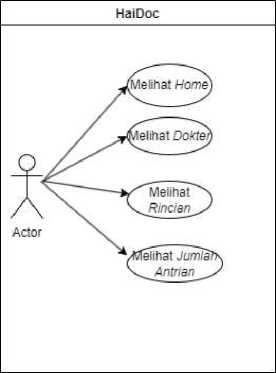 HaiDoc
Melihat Home
Melihat Dokter
Melihat
Rincian
Actor
Melihat Jumlah
Antrian